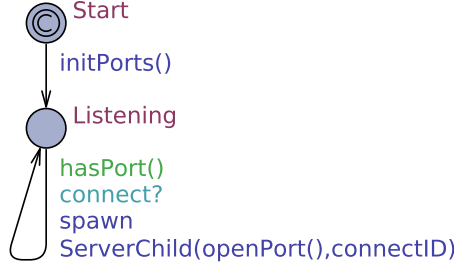 Start
initPorts()
Listening
hasPort()
connect?
spawn
ServerChild(openPort(),connectID)